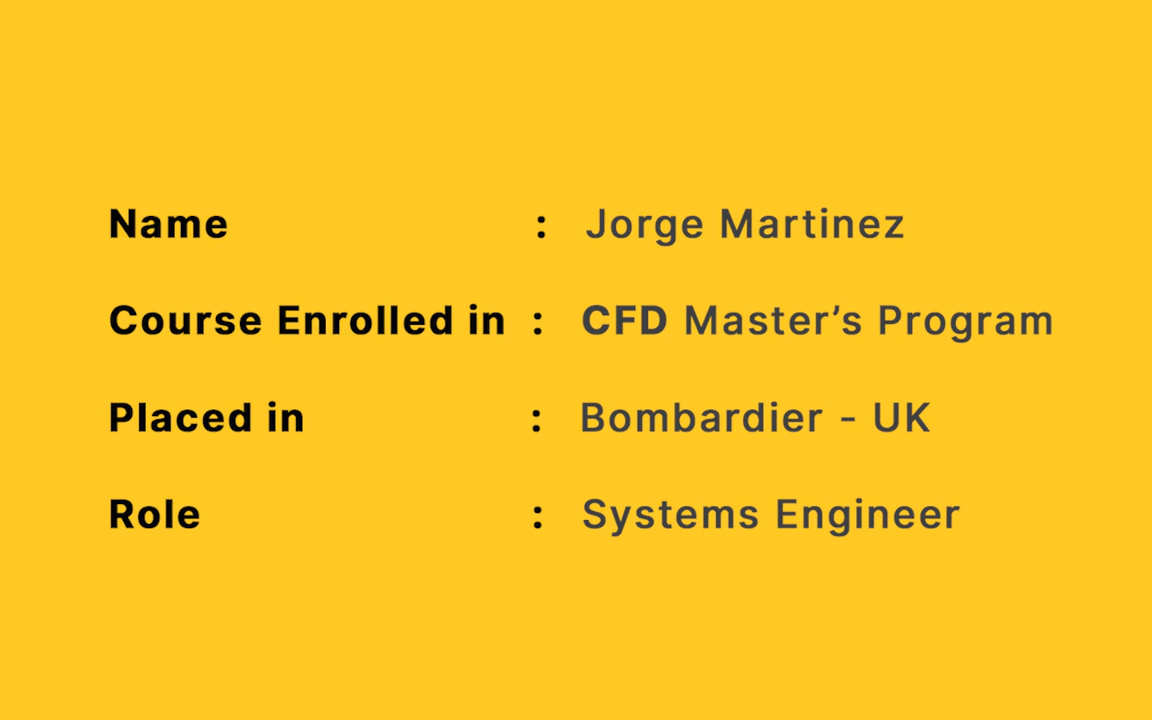 Name : Jorge Martinez
Course Enrolled in : CFD Master’s Program
Placed in : Bombardier - UK
Role : Systems Engineer